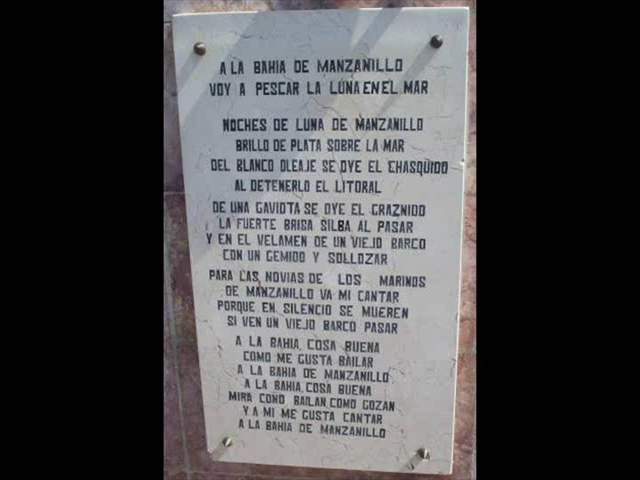 A LA BAHIA DE MANZANILLO
VOY A PESCAR LA LUNA EN EL MAR
NOCHES DE LUNA DE MANZANILLO
BRILLO DE PLATA SOBRE LA MAR
DEL BLANCO OLEAJE SE OYE EL CHASQUIDO
AL DETENERLO EL LITORAL
DE UNA GAVIOTA SE OYE EL GRAZNIDO
LA FUERTE BRISA SILBA AL PASAR
Y EN EL VELAMEN DE UN VIEJO BARCO
CON UN GEMIDO Y SOLLOZAR
PARA LAS NOVIAS DE LOS MARINOS
DE MANZANILLO VA MI CANTAR
PORQUE EN SILENCIO SE MUEREN
SI VEN UN VIEJO BARCO PASAR
A LA BAHIA, COSA BUENA
COMO ME GUSTA BAILAR
A LA BAHIA DE MANZANILLO
A LA BAHIA, COSA BUENA
MIRA COÑO BAILAN, COMO GOZAN
Y A MI ME GUSTA CANTAR
A LA BAHIA DE MANZANILLO